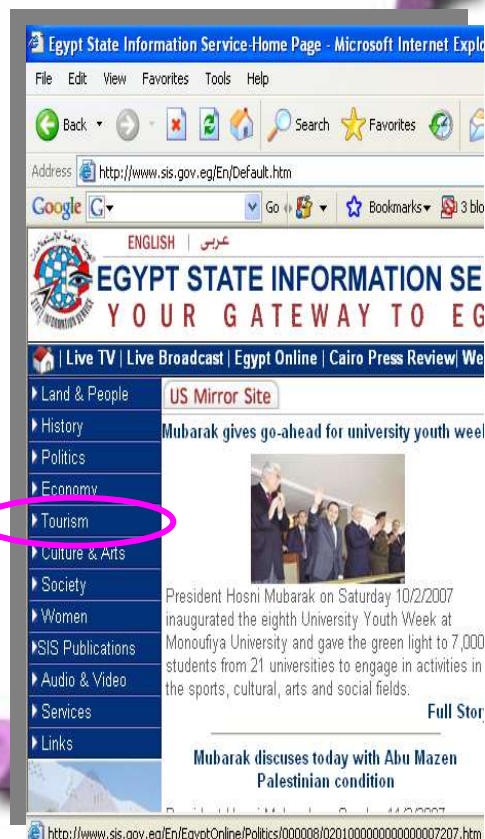 Egypt State Information Service-Home Page - Microsoft Internet Explo
File Edit View Favorites Tools Help
Back Search Favorites
Address http://www.sis.gov.eg/En/Default.htm
Google G Go Bookmarks 3 blo
ENGLISH | عربى
EGYPT STATE INFORMATION SE
YOUR GATEWAY TO EG
| Live TV | Live Broadcast | Egypt Online | Cairo Press Review| We
Land & People
History
Politics
Economy
Tourism
Culture & Arts
Society
Women
SIS Publications
Audio & Video
Services
Links
US Mirror Site
Mubarak gives go-ahead for university youth week
President Hosni Mubarak on Saturday 10/2/2007
inaugurated the eighth University Youth Week at
Monoufiya University and gave the green light to 7,000
students from 21 universities to engage in activities in
the sports, cultural, arts and social fields.
Full Stor
Mubarak discuses today with Abu Mazen
Palestinian condition
http://www.sis.gov.eg/En/EgyptOnline/Politics/000008/0201000000000000007207.htm